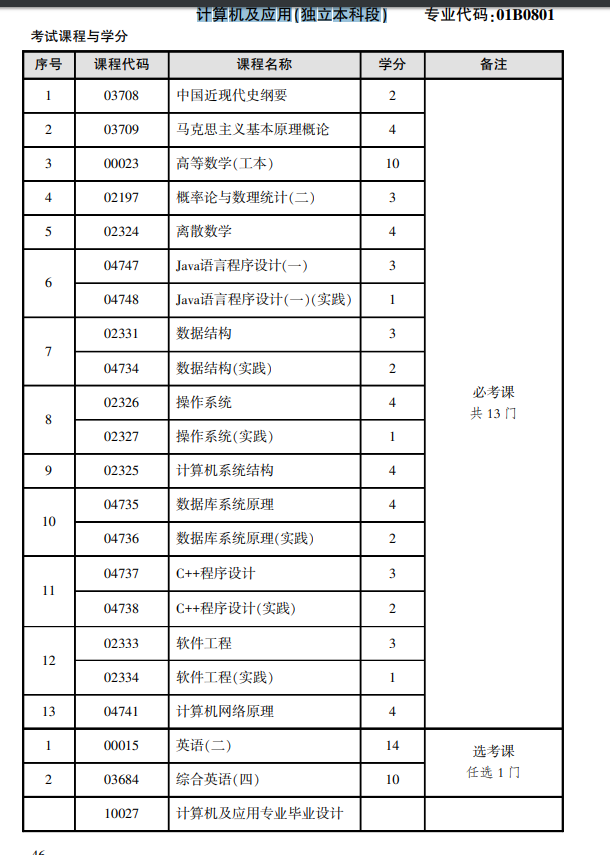 计算机及应用(独立本科段) 专业代码:01B0801
考试课程与学分
序号 课程代码 课程名称 学分 备注
1 03708 中国近现代史纲要 2
2 03709 马克思主义基本原理概论 4
3 00023 高等数学(工本) 10
4 02197 概率论与数理统计(二) 3
5 02324 离散数学 4
6 04747 Java语言程序设计(一) 3
04748 Java语言程序设计(一)(实践) 1
7 02331 数据结构 3
04734 数据结构(实践) 2
8 02326 操作系统 4
02327 操作系统(实践) 1
9 02325 计算机系统结构 4
10 04735 数据库系统原理 4
04736 数据库系统原理(实践) 2
11 04737 C++程序设计 3
04738 C++程序设计(实践) 2
12 02333 软件工程 3
02334 软件工程(实践) 1
13 04741 计算机网络原理 4
必考课
共 13 门
1 00015 英语(二) 14
2 03684 综合英语(四) 10
选考课
任选 1 门
10027 计算机及应用专业毕业设计
46